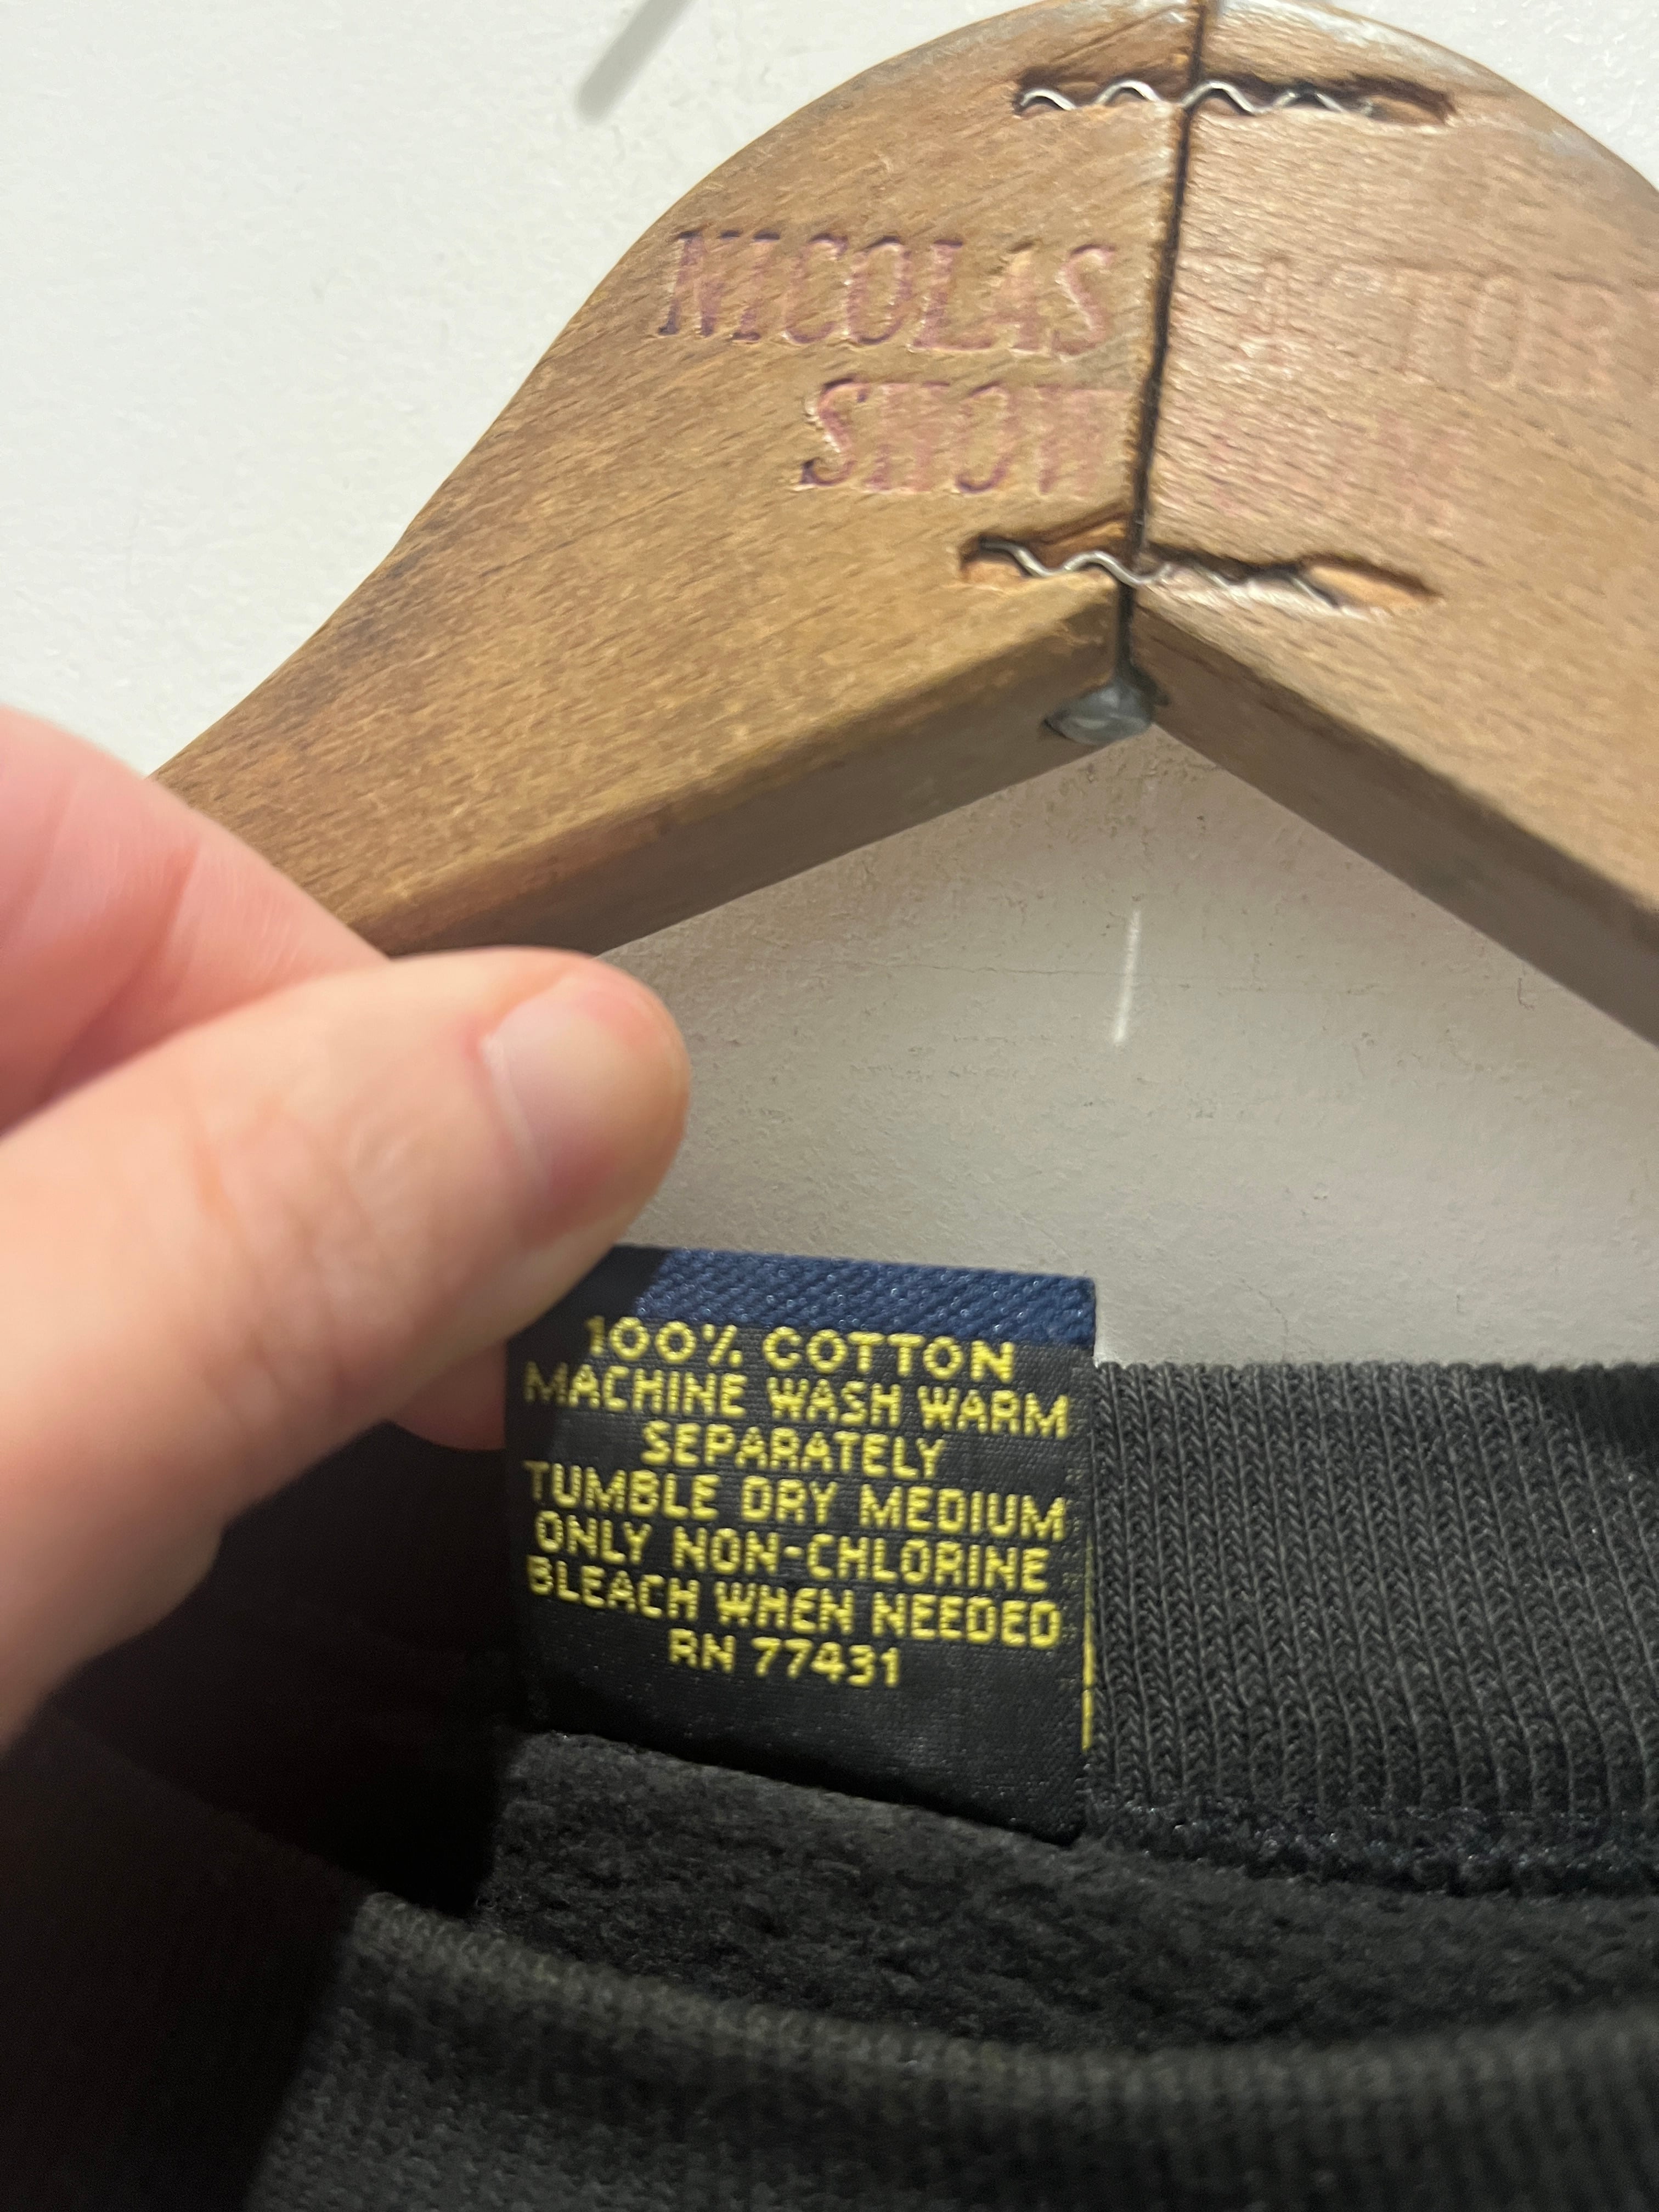 NICOLAS
SHOW
100% COTTON
MACHINE WASH WARM
SEPARATELY
TUMBLE DRY MEDIUM
ONLY NON-CHLORINE
BLEACH WHEN NEEDED
RN 77431